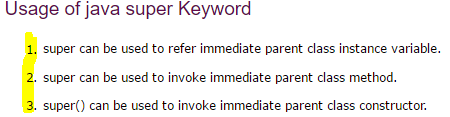 Usage of java super Keyword
1. super can be used to refer immediate parent class instance variable.
2. super can be used to invoke immediate parent class method.
3. super() can be used to invoke immediate parent class constructor.